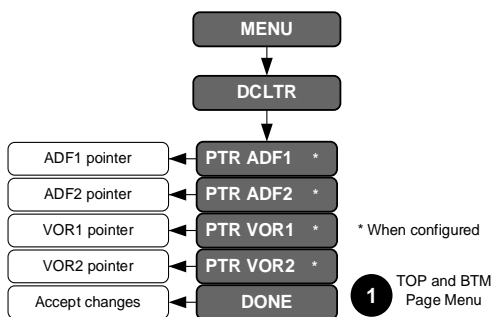 MENU
DCLTR
ADF1 pointer PTR ADF1 *
ADF2 pointer PTR ADF2 *
VOR1 pointer PTR VOR1 * * When configured
VOR2 pointer PTR VOR2 *
Accept changes DONE 1 TOP and BTM
Page Menu